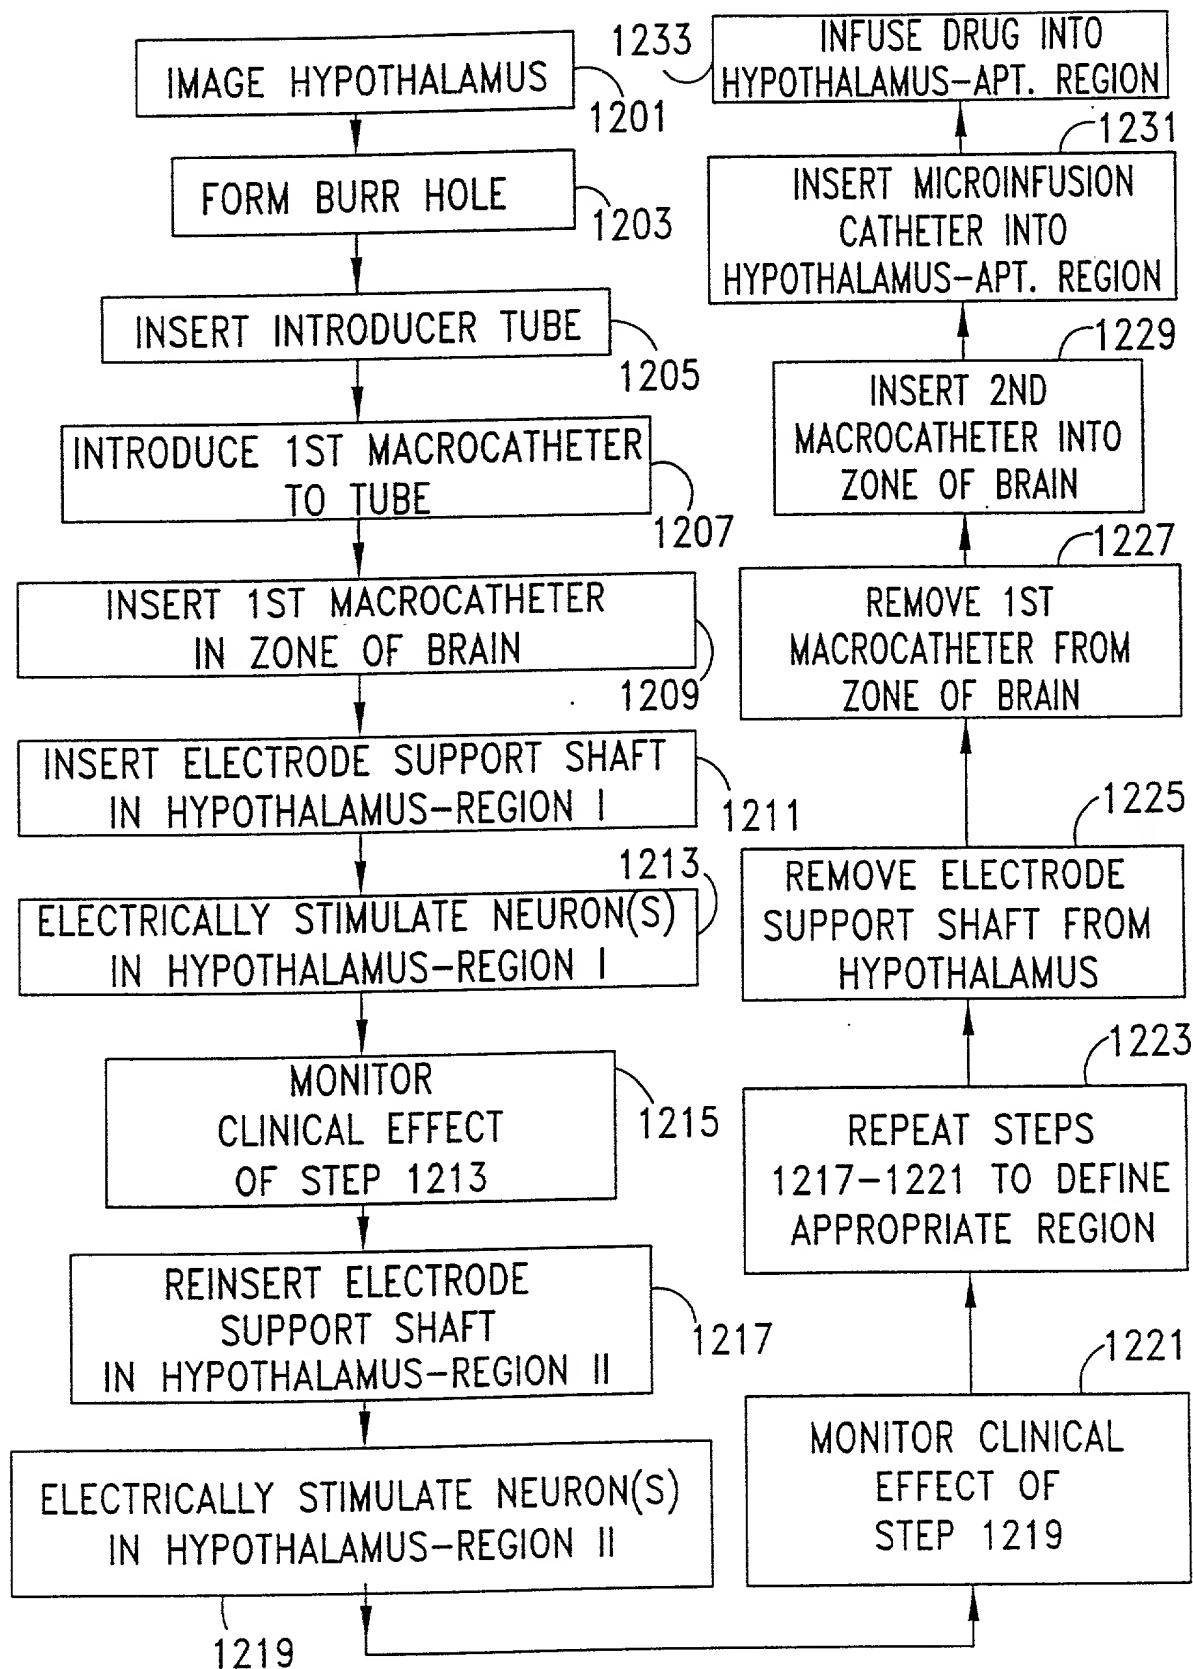 IMAGE HYPOTHALAMUS
1201
FORM BURR HOLE
1203
INSERT INTRODUCER TUBE
1205
INTRODUCE 1ST MACROCATHETER
TO TUBE
1207
INSERT 1ST MACROCATHETER
IN ZONE OF BRAIN
1209
INSERT ELECTRODE SUPPORT SHAFT
IN HYPOTHALAMUS-REGION I
1211
1213
ELECTRICALLY STIMULATE NEURON(S)
IN HYPOTHALAMUS-REGION I
MONITOR
CLINICAL EFFECT
OF STEP 1213
1215
REINSERT ELECTRODE
SUPPORT SHAFT
IN HYPOTHALAMUS-REGION II
1217
ELECTRICALLY STIMULATE NEURON(S)
IN HYPOTHALAMUS-REGION II
1219
1221
MONITOR CLINICAL
EFFECT OF
STEP 1219
1223
REPEAT STEPS
1217-1221 TO DEFINE
APPROPRIATE REGION
1225
REMOVE ELECTRODE
SUPPORT SHAFT FROM
HYPOTHALAMUS
1227
REMOVE 1ST
MACROCATHETER FROM
ZONE OF BRAIN
1229
INSERT 2ND
MACROCATHETER INTO
ZONE OF BRAIN
1231
INSERT MICROINFUSION
CATHETER INTO
HYPOTHALAMUS-APT. REGION
1233
INFUSE DRUG INTO
HYPOTHALAMUS-APT. REGION